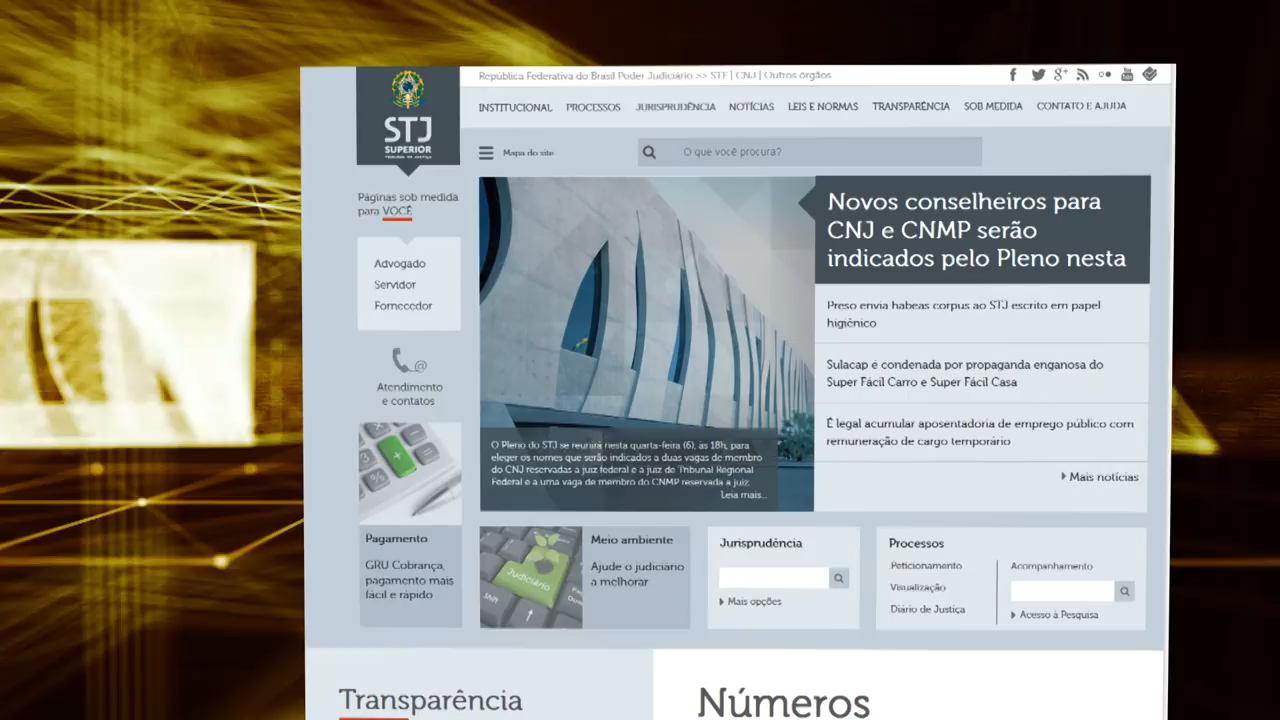 República Federativa do Brasil Poder Judiciário >> STF | CNJ | Outros órgãos
STJ
SUPERIOR
TRIBUNAL DE JUSTIÇA
INSTITUCIONAL PROCESSOS JURISPRUDÊNCIA NOTÍCIAS LEIS E NORMAS TRANSPARÊNCIA SOB MEDIDA CONTATO E AJUDA
Mapa do site
O que você procura?
Páginas sob medida
para VOCÊ
Advogado
Servidor
Fornecedor
Atendimento
e contatos
Pagamento
GRU Cobrança,
pagamento mais
fácil e rápido
Novos conselheiros para
CNJ e CNMP serão
indicados pelo Pleno nesta
O Pleno do STJ se reunirá nesta quarta-feira (6), às 18h, para
eleger os nomes que serão indicados a duas vagas de membro
do CNJ reservadas a juiz federal e a juiz de Tribunal Regional
Federal e a uma vaga de membro do CNMP reservada a juiz
Leia mais...
Preso envia habeas corpus ao STJ escrito em papel
higiênico
Sulacap é condenada por propaganda enganosa do
Super Fácil Carro e Super Fácil Casa
É legal acumular aposentadoria de emprego público com
remuneração de cargo temporário
Mais notícias
Judiciário
Shift
Meio ambiente
Ajude o judiciário
a melhorar
Jurisprudência
Mais opções
Processos
Peticionamento
Visualização
Diário de Justiça
Acompanhamento
Acesso à Pesquisa
Transparência
Números